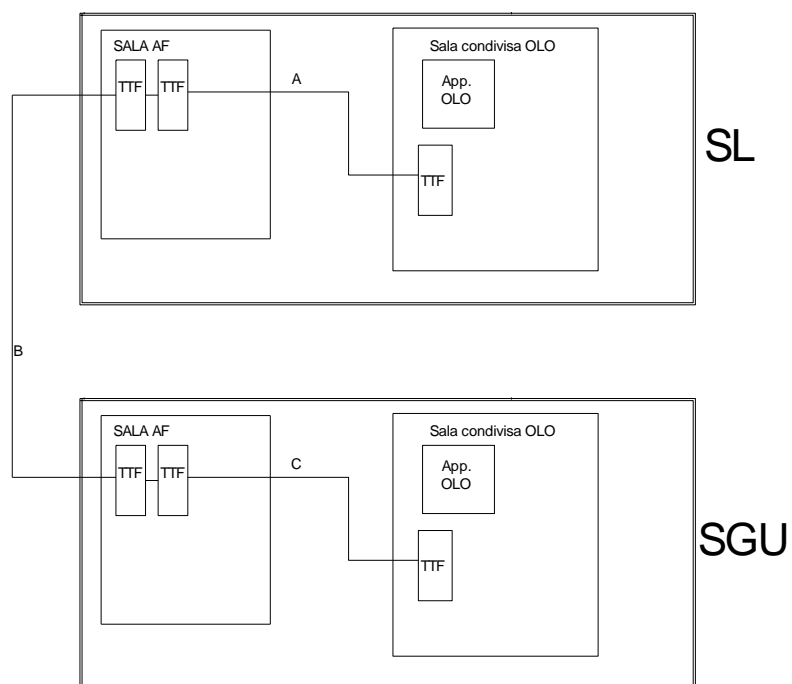 SALA AF
TTF TTF
A
Sala condivisa OLO
App.
OLO
TTF
SL
B
SALA AF
TTF TTF
C
Sala condivisa OLO
App.
OLO
TTF
SGU